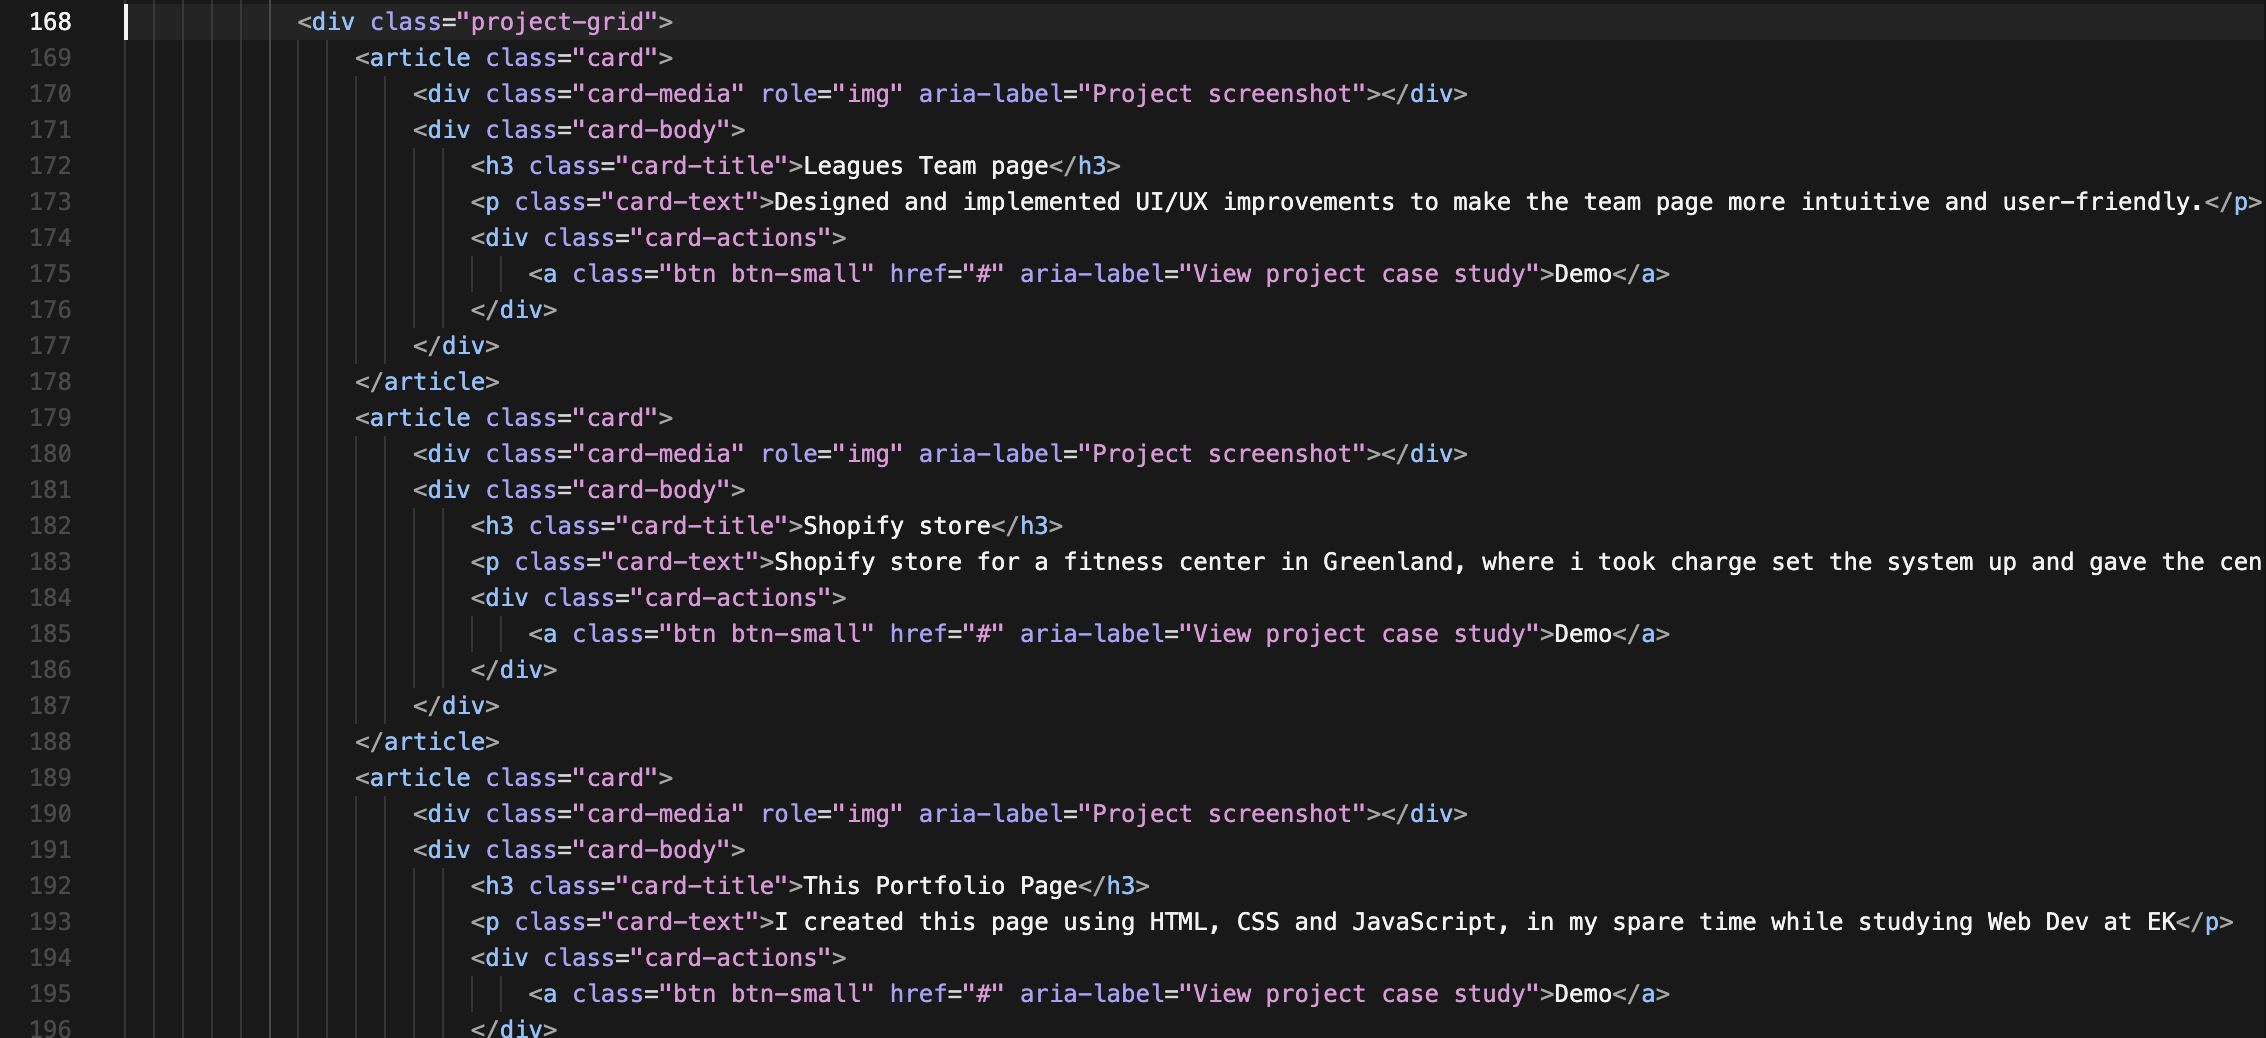 168 <div class="project-grid">
169 <article class="card">
170 <div class="card-media" role="img" aria-label="Project screenshot"></div>
171 <div class="card-body">
172 <h3 class="card-title">Leagues Team page</h3>
173 <p class="card-text">Designed and implemented UI/UX improvements to make the team page more intuitive and user-friendly.</p>
174 <div class="card-actions">
175 <a class="btn btn-small" href="#" aria-label="View project case study">Demo</a>
176 </div>
177 </div>
178 </article>
179 <article class="card">
180 <div class="card-media" role="img" aria-label="Project screenshot"></div>
181 <div class="card-body">
182 <h3 class="card-title">Shopify store</h3>
183 <p class="card-text">Shopify store for a fitness center in Greenland, where i took charge set the system up and gave the cen
184 <div class="card-actions">
185 <a class="btn btn-small" href="#" aria-label="View project case study">Demo</a>
186 </div>
187 </div>
188 </article>
189 <article class="card">
190 <div class="card-media" role="img" aria-label="Project screenshot"></div>
191 <div class="card-body">
192 <h3 class="card-title">This Portfolio Page</h3>
193 <p class="card-text">I created this page using HTML, CSS and JavaScript, in my spare time while studying Web Dev at EK</p>
194 <div class="card-actions">
195 <a class="btn btn-small" href="#" aria-label="View project case study">Demo</a>
196 </div>